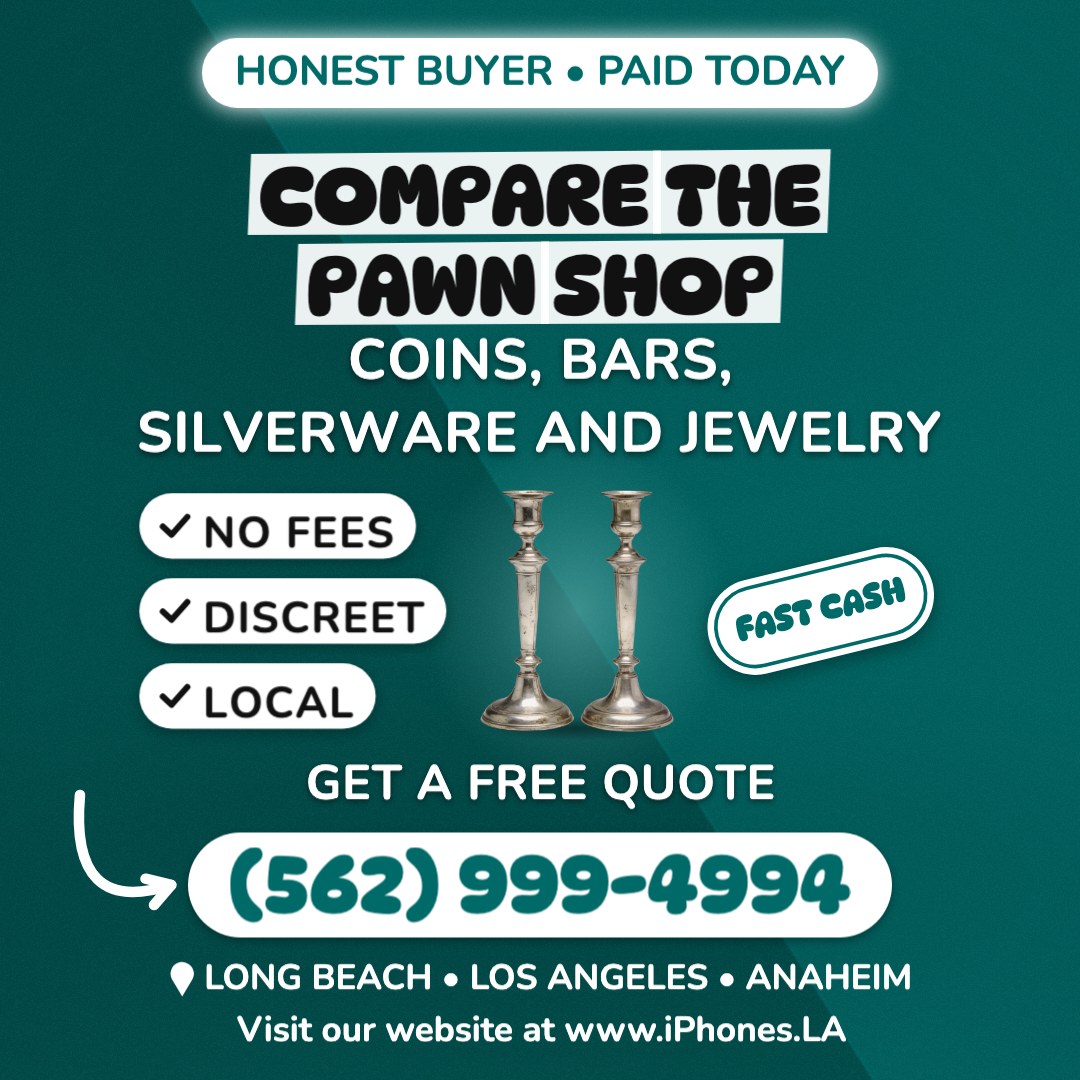 HONEST BUYER • PAID TODAY
COMPARE THE
PAWN SHOP
COINS, BARS,
SILVERWARE AND JEWELRY
✓ NO FEES
✓ DISCREET
✓ LOCAL
FAST CASH
GET A FREE QUOTE
(562) 999-4994
LONG BEACH • LOS ANGELES • ANAHEIM
Visit our website at www.iPhones.LA